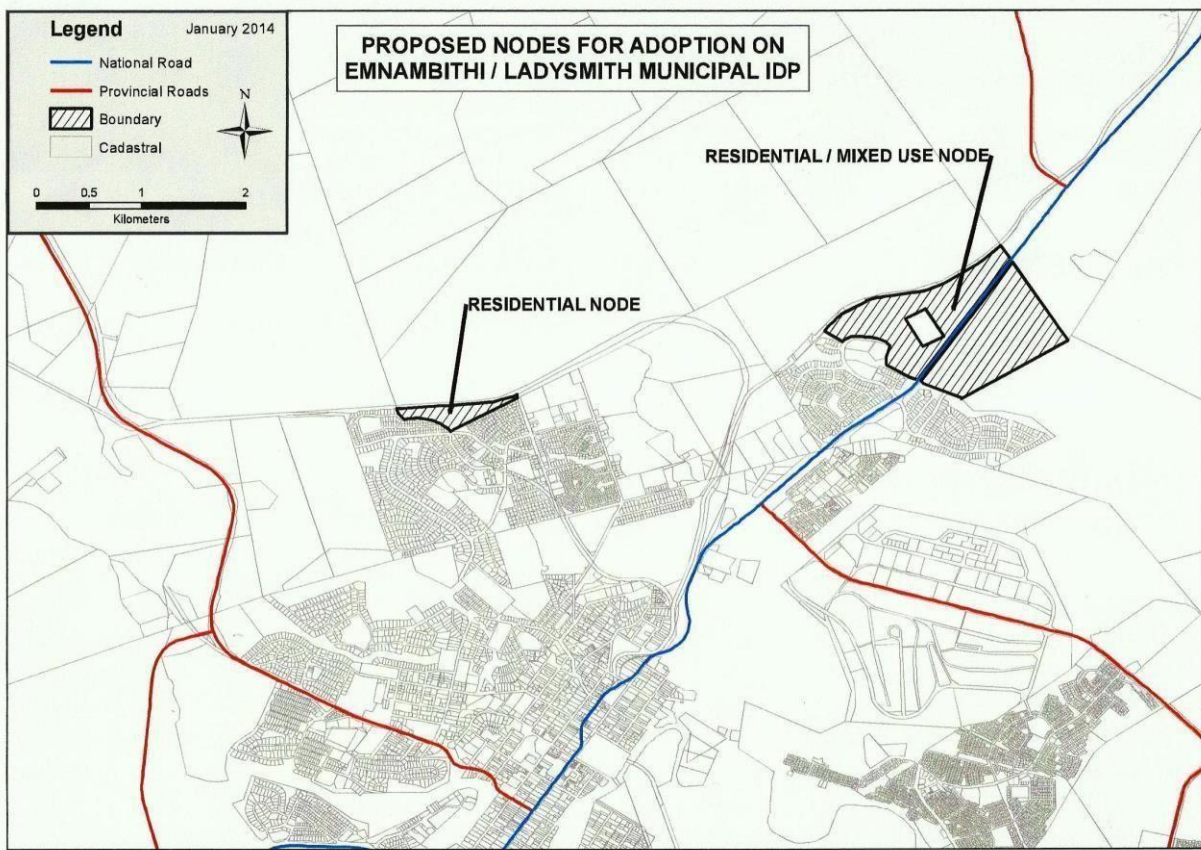 Legend January 2014
National Road
Provincial Roads
Boundary
Cadastral
N
0 0.5 1 2
Kilometers
PROPOSED NODES FOR ADOPTION ON
EMNAMBITHI / LADYSMITH MUNICIPAL IDP
RESIDENTIAL / MIXED USE NODE
RESIDENTIAL NODE